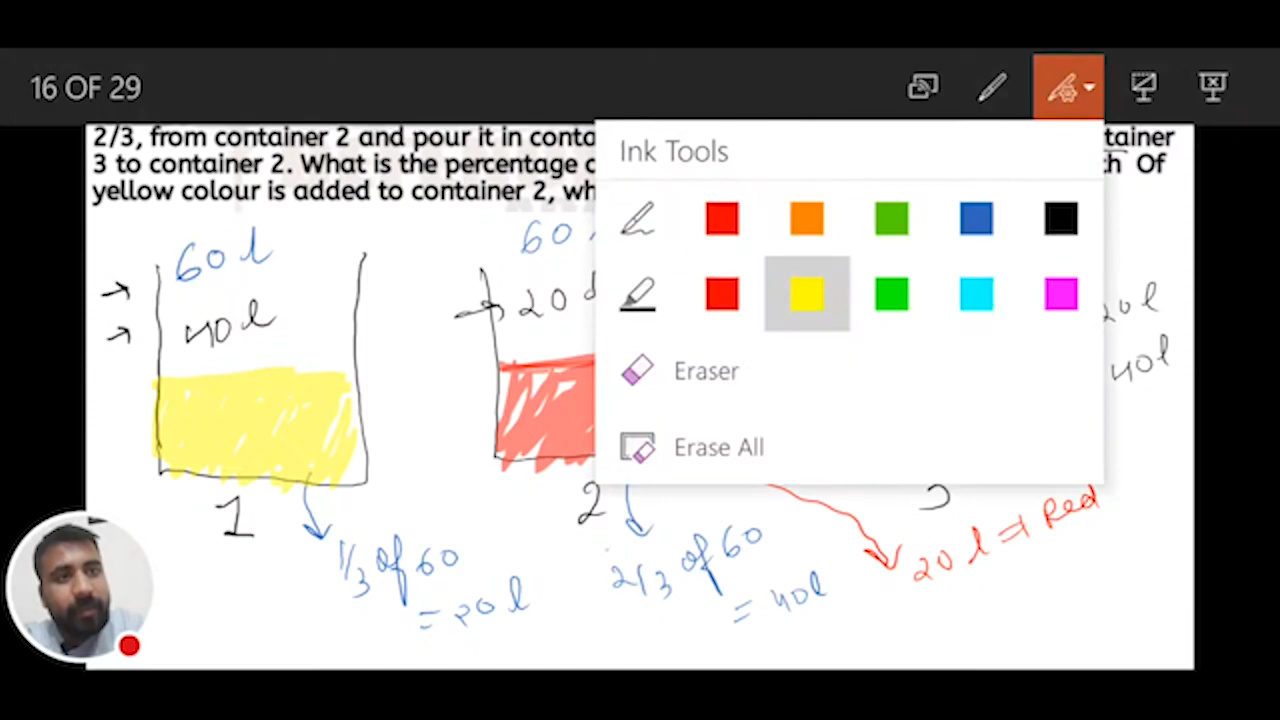 16 OF 29
2/3, from container 2 and pour it in conta
tainer
3 to container 2. What is the percentage
th Of
yellow colour is added to container 2, wh
Ink Tools
Eraser
Erase All
60 l
40 l
60
20
20 l
40 l
1
2
1/3 of 60
= 20 l
2/3 of 60
= 40 l
20 l ⇒ Red